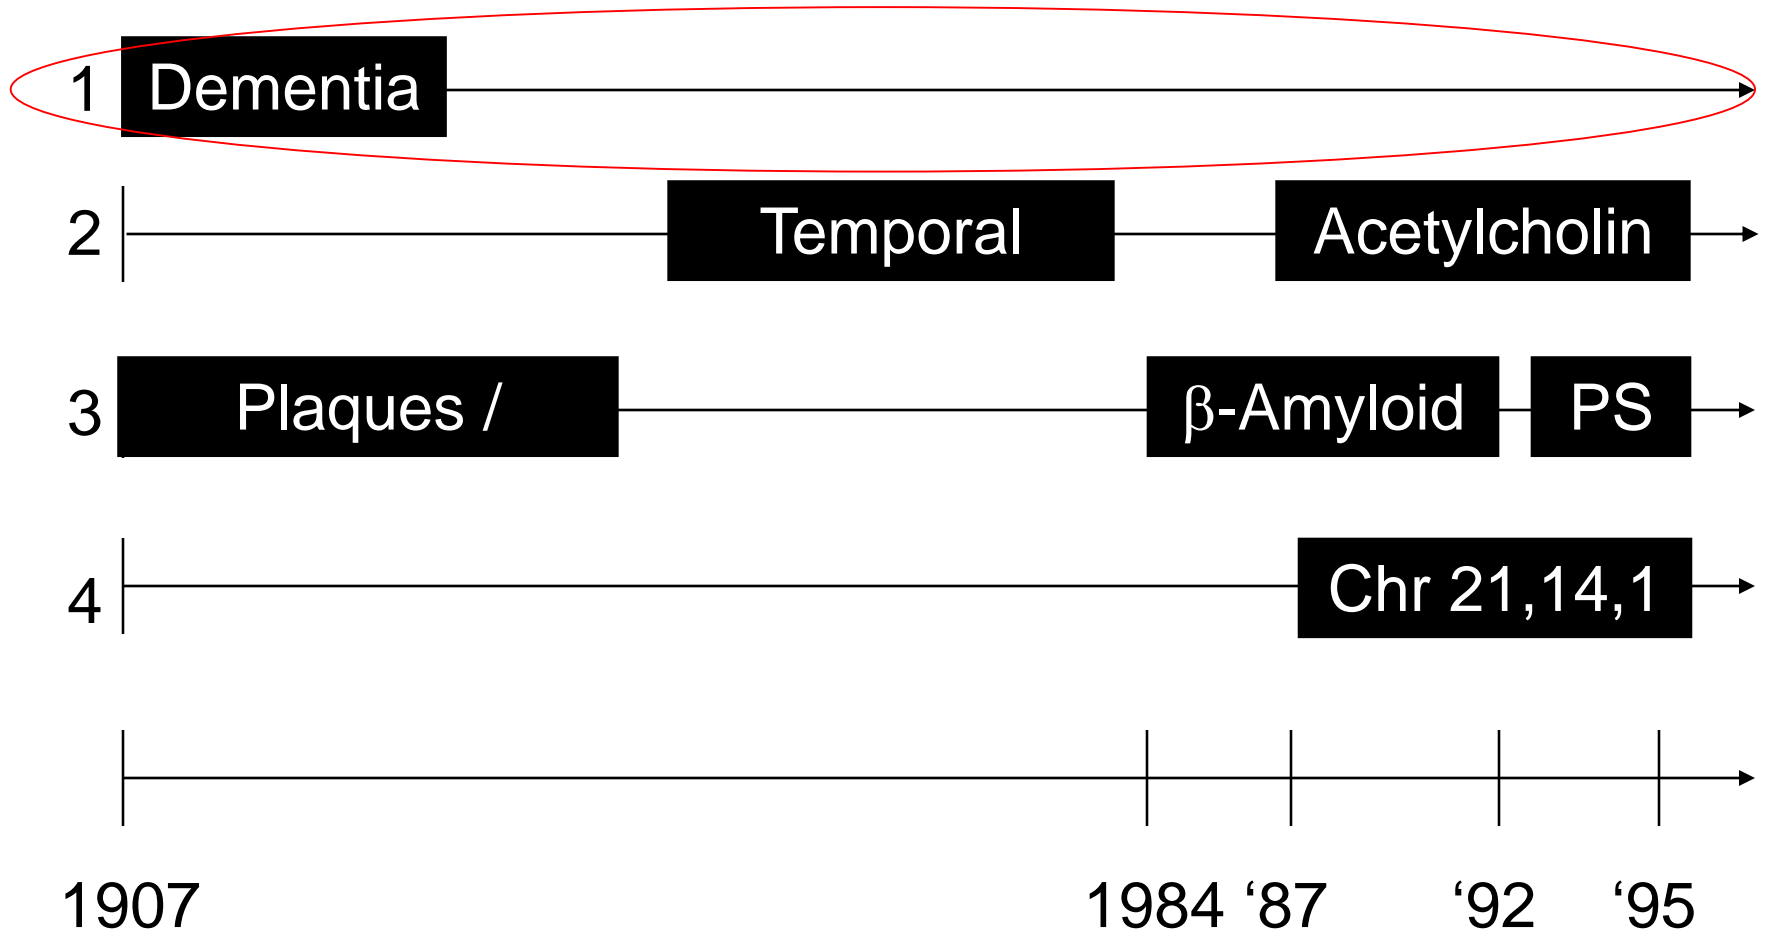 1 Dementia
2 Temporal Acetylcholin
3 Plaques / β-Amyloid PS
4 Chr 21,14,1
1907 1984 ‘87 ‘92 ‘95